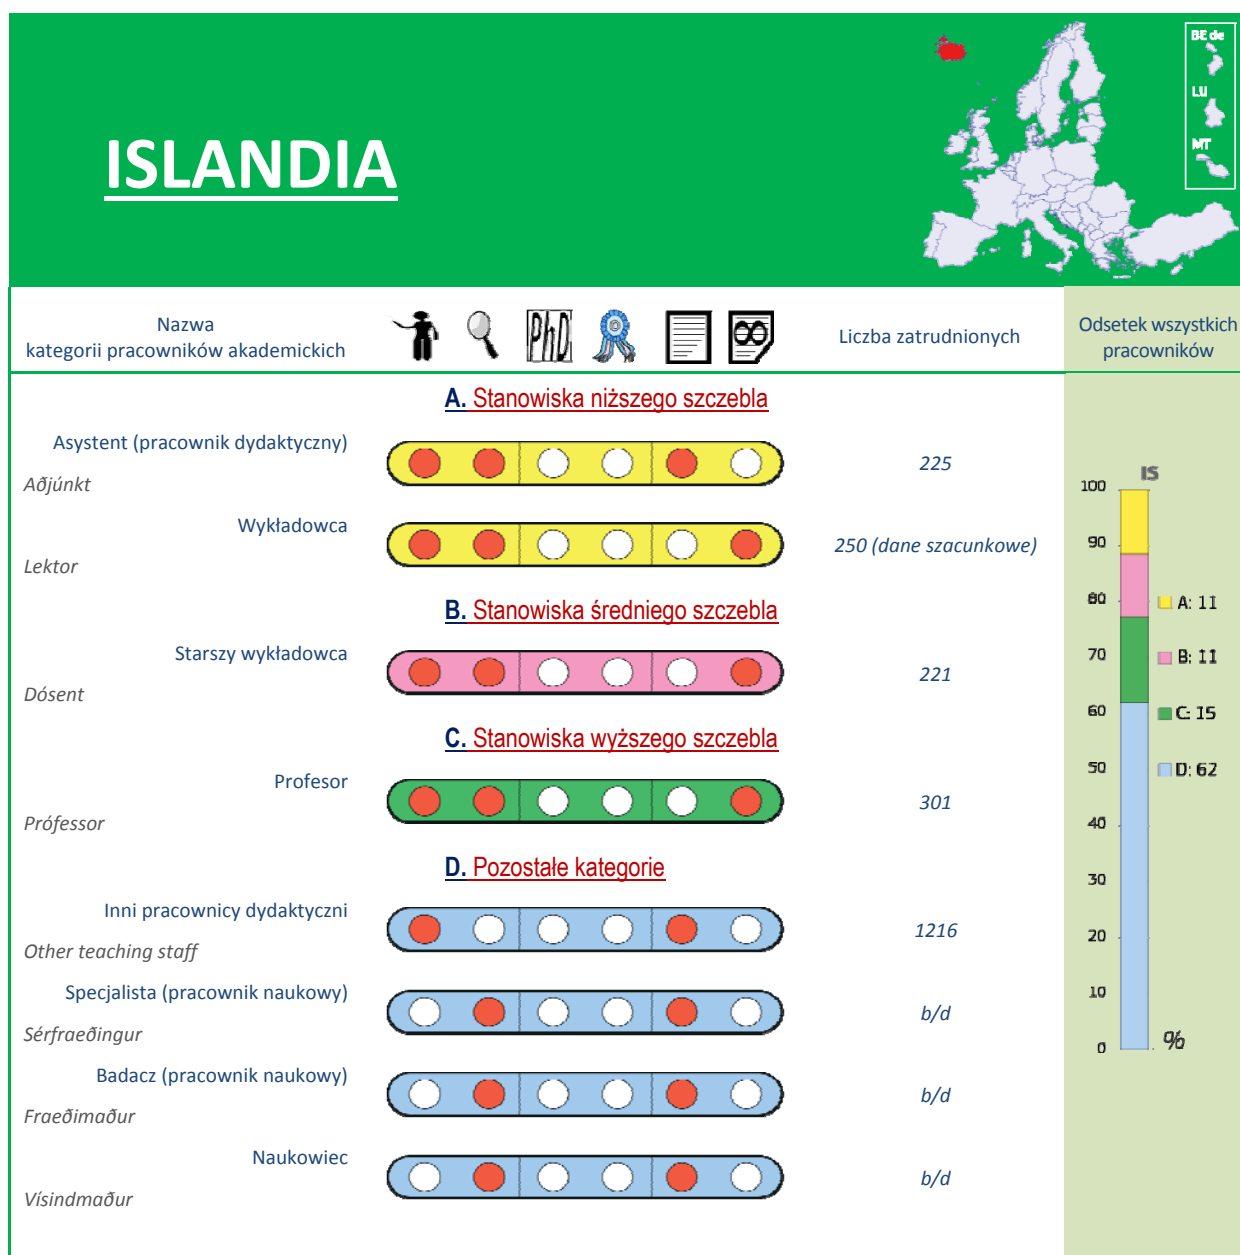 BE de
LU
MT
ISLANDIA
Nazwa
kategorii pracowników akademickich
PhD
Liczba zatrudnionych
Odsetek wszystkich
pracowników
A. Stanowiska niższego szczebla
Asystent (pracownik dydaktyczny)
Aðjúnkt
225
Wykładowca
Lektor
250 (dane szacunkowe)
B. Stanowiska średniego szczebla
Starszy wykładowca
Dósent
221
C. Stanowiska wyższego szczebla
Profesor
Prófessor
301
D. Pozostałe kategorie
Inni pracownicy dydaktyczni
Other teaching staff
1216
Specjalista (pracownik naukowy)
Sérfraeðingur
b/d
Badacz (pracownik naukowy)
Fraeðimaður
b/d
Naukowiec
Vísindmaður
b/d
IS
100
90
80
70
60
50
40
30
20
10
0
%
A: 11
B: 11
C: 15
D: 62